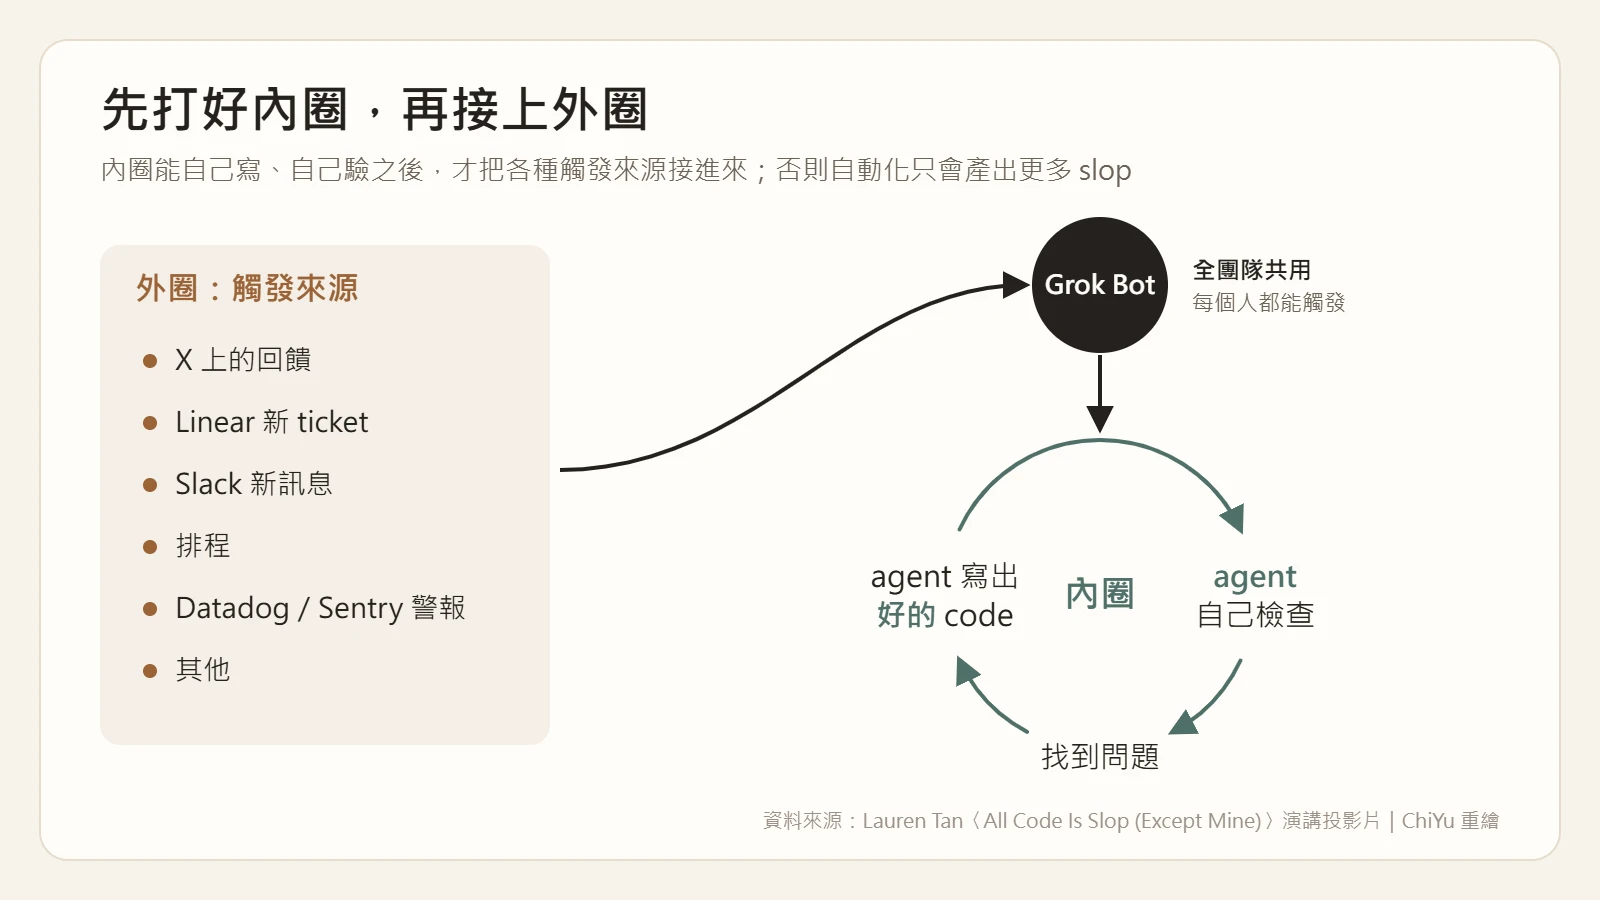 先打好內圈，再接上外圈
內圈能自己寫、自己驗之後，才把各種觸發來源接進來；否則自動化只會產出更多 slop
外圈：觸發來源
X 上的回饋
Linear 新 ticket
Slack 新訊息
排程
Datadog / Sentry 警報
其他
Grok Bot
全團隊共用
每個人都能觸發
agent 寫出
好的 code
內圈
agent
自己檢查
找到問題
資料來源：Lauren Tan〈All Code Is Slop (Except Mine)〉演講投影片｜ChiYu 重繪